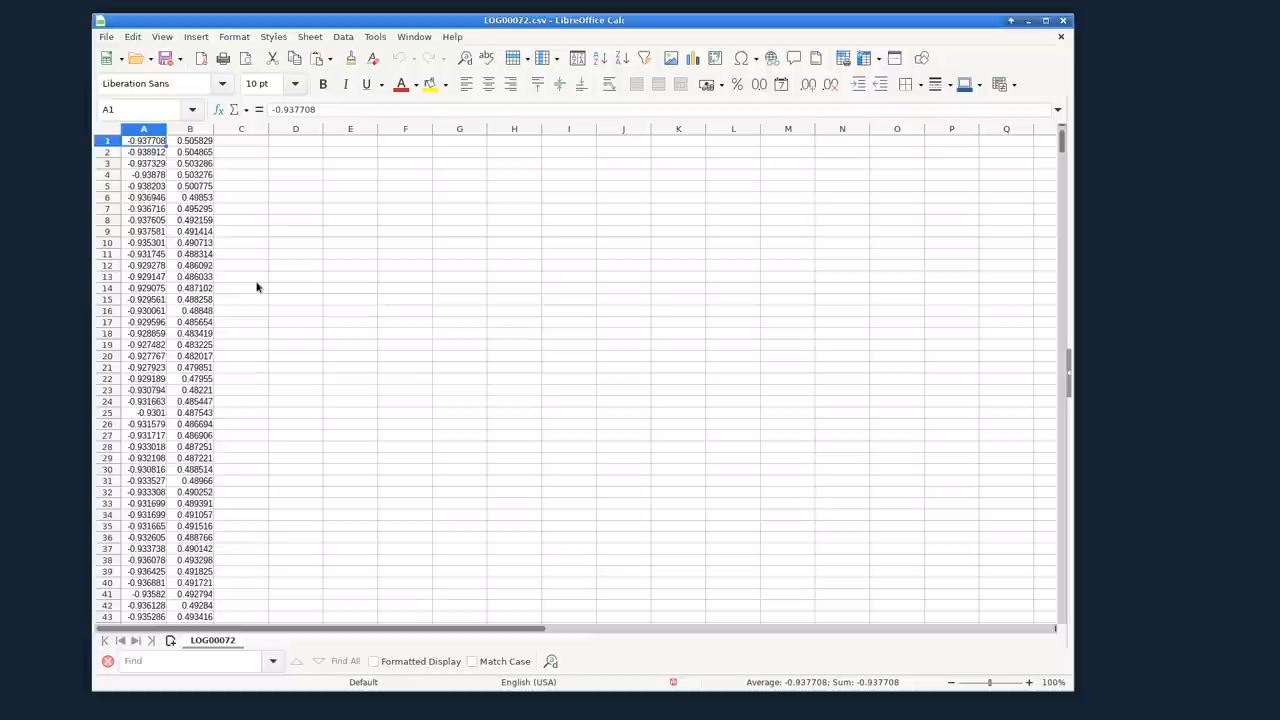 LOG00072.csv - LibreOffice Calc
File Edit View Insert Format Styles Sheet Data Tools Window Help
Liberation Sans 10 pt
A1 -0.937708
A B C D E F G H I J K L M N O P Q
1 -0.937708 0.505829
2 -0.938912 0.504865
3 -0.937329 0.503286
4 -0.93878 0.503276
5 -0.938203 0.500775
6 -0.936946 0.49853
7 -0.936716 0.495295
8 -0.937605 0.492159
9 -0.937581 0.491414
10 -0.935301 0.490713
11 -0.931745 0.488314
12 -0.929278 0.486092
13 -0.929147 0.486033
14 -0.929075 0.487102
15 -0.929561 0.488258
16 -0.930061 0.48848
17 -0.929596 0.485654
18 -0.928859 0.483419
19 -0.927482 0.483225
20 -0.927767 0.482017
21 -0.927923 0.479851
22 -0.929189 0.47955
23 -0.930794 0.48221
24 -0.931663 0.485447
25 -0.9301 0.487543
26 -0.931579 0.486694
27 -0.931717 0.486906
28 -0.933018 0.487251
29 -0.932198 0.487221
30 -0.930816 0.488514
31 -0.933527 0.48966
32 -0.933308 0.490252
33 -0.931699 0.489391
34 -0.931699 0.491057
35 -0.931665 0.491516
36 -0.932605 0.488766
37 -0.933738 0.490142
38 -0.936078 0.493298
39 -0.936425 0.491825
40 -0.936881 0.491721
41 -0.93582 0.492794
42 -0.936128 0.49284
43 -0.935286 0.493416
LOG00072
Find Find All Formatted Display Match Case
Default English (USA) Average: -0.937708; Sum: -0.937708 100%